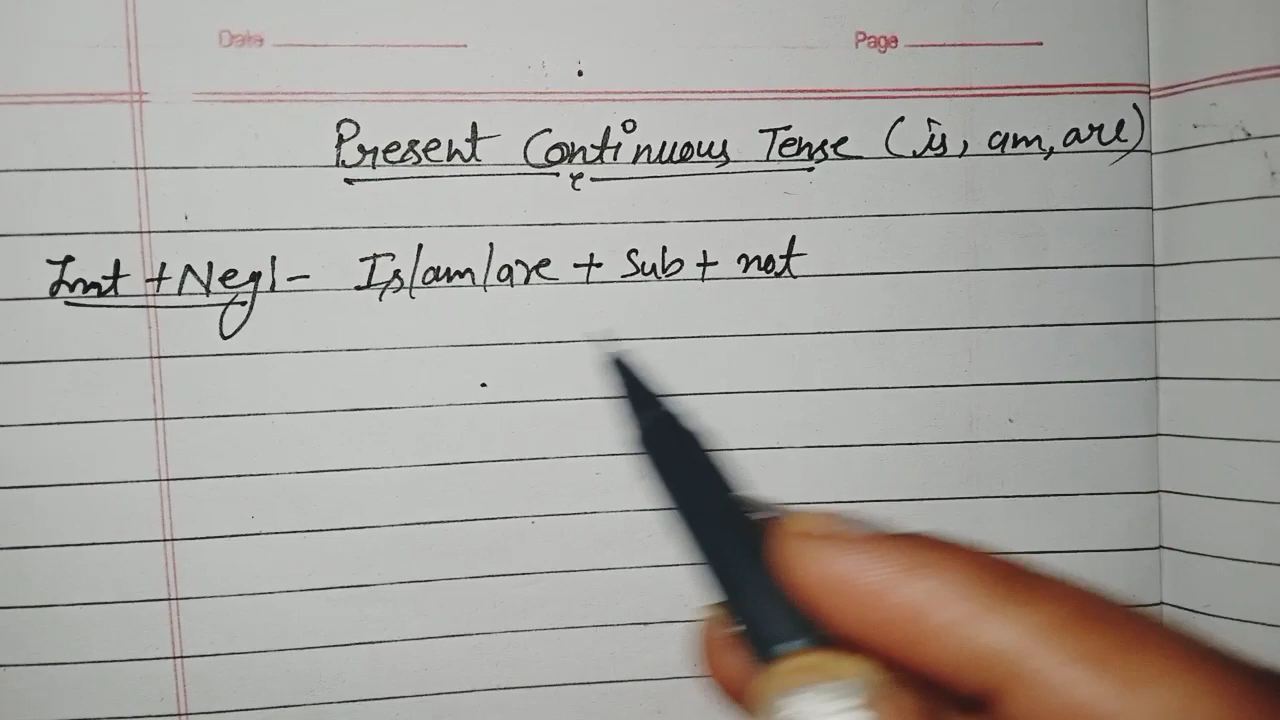 Date Page
Present Continuous Tense (is, am, are)
Int + Neg - Is/am/are + Sub + not